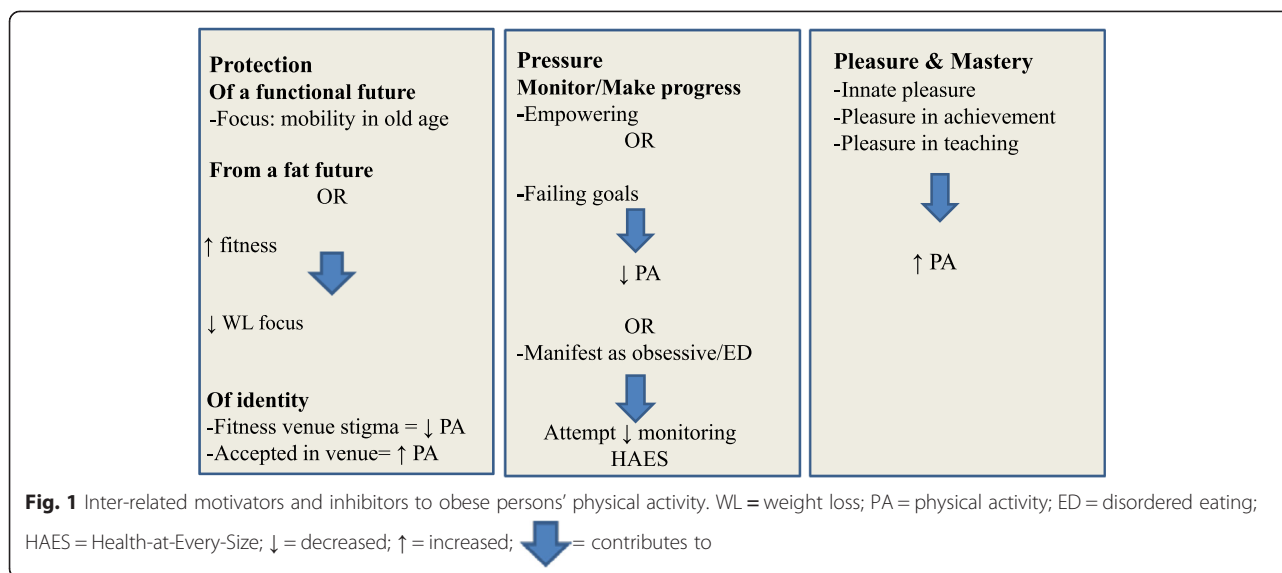 Protection
Of a functional future
-Focus: mobility in old age
From a fat future
OR
↑ fitness
↓ WL focus
Of identity
-Fitness venue stigma = ↓ PA
-Accepted in venue= ↑ PA
Pressure
Monitor/Make progress
-Empowering
OR
-Failing goals
↓ PA
OR
-Manifest as obsessive/ED
Attempt ↓ monitoring
HAES
Pleasure & Mastery
-Innate pleasure
-Pleasure in achievement
-Pleasure in teaching
↑ PA
Fig. 1 Inter-related motivators and inhibitors to obese persons' physical activity. WL = weight loss; PA = physical activity; ED = disordered eating;
HAES = Health-at-Every-Size; ↓ = decreased; ↑ = increased; = contributes to